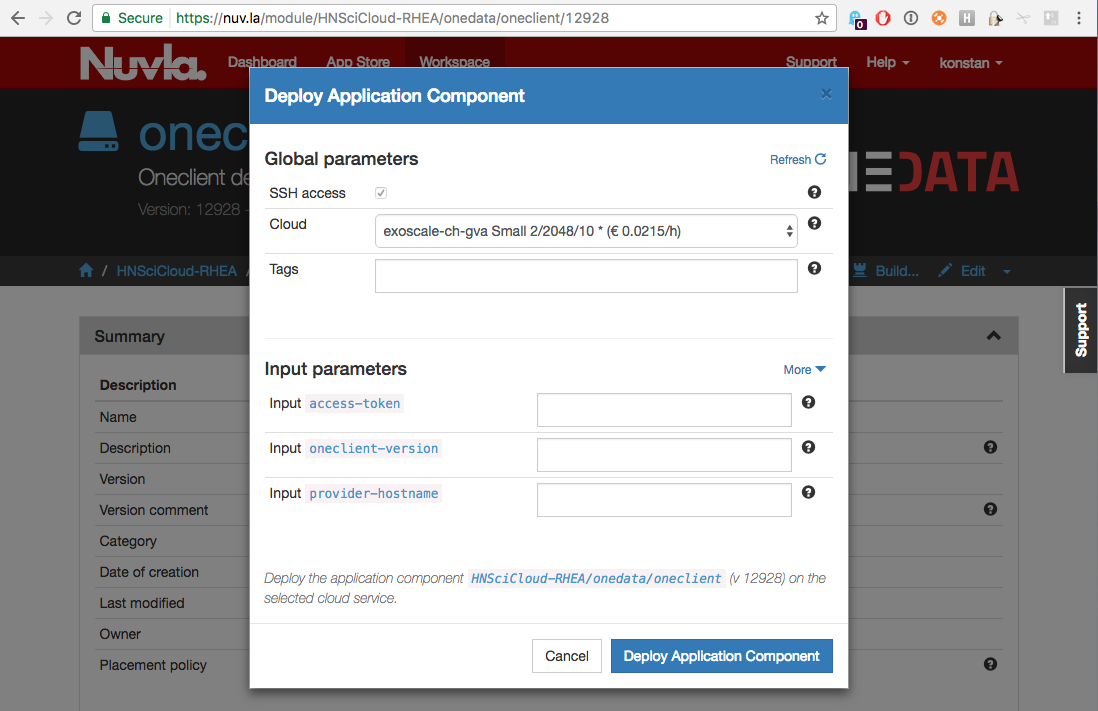 Secure https://nuv.la/module/HNSciCloud-RHEA/onedata/oneclient/12928
0
H
Nuvla.
Dashboard App Store Workspace Support Help konstan
Deploy Application Component ×
onec
Oneclient de
Version: 12928 -
EDATA
Global parameters
Refresh
SSH access
Cloud exoscale-ch-gva Small 2/2048/10 * (€ 0.0215/h)
Tags
/ HNSciCloud-RHEA /
Build... Edit
Support
Summary
Input parameters
More
Description
Input access-token
Name
Input oneclient-version
Description
Version
Input provider-hostname
Version comment
Category
Date of creation
Deploy the application component HNSciCloud-RHEA/onedata/oneclient (v 12928) on the
selected cloud service.
Last modified
Owner
Placement policy
Cancel Deploy Application Component